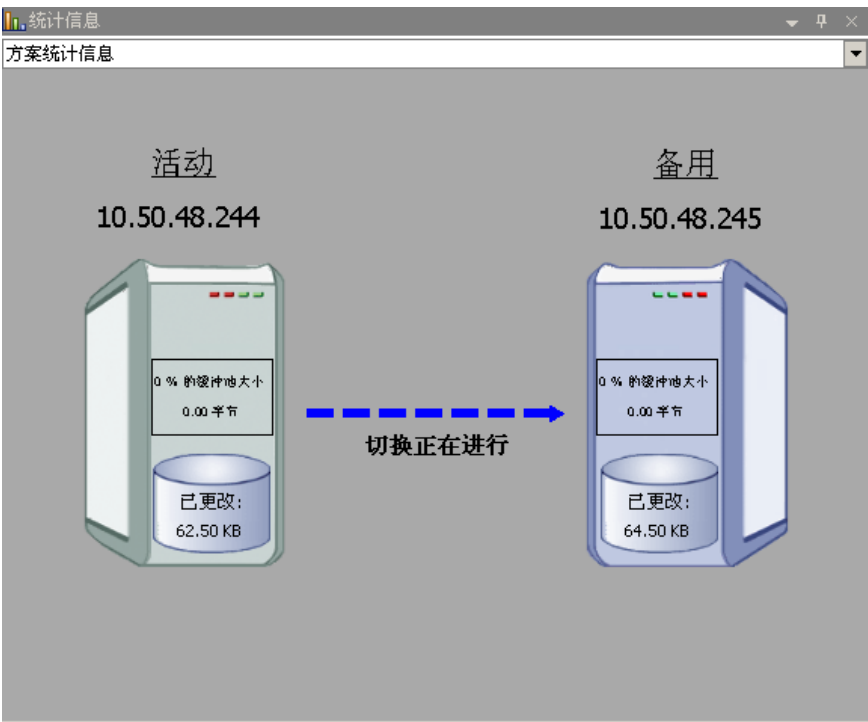 统计信息
方案统计信息
活动
备用
10.50.48.244
10.50.48.245
0 % 的缓冲池大小
0.00 字节
0 % 的缓冲池大小
0.00 字节
切换正在进行
已更改:
62.50 KB
已更改:
64.50 KB